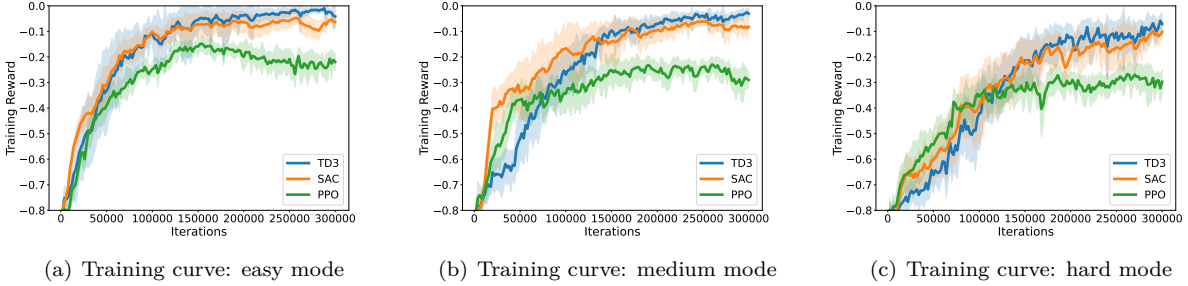 0.0
−0.1
−0.2
−0.3
−0.4
−0.5
−0.6
−0.7
−0.8
Training Reward
0 50000 100000 150000 200000 250000 300000
Iterations
TD3
SAC
PPO
(a) Training curve: easy mode
0.0
−0.1
−0.2
−0.3
−0.4
−0.5
−0.6
−0.7
−0.8
Training Reward
0 50000 100000 150000 200000 250000 300000
Iterations
TD3
SAC
PPO
(b) Training curve: medium mode
0.0
−0.1
−0.2
−0.3
−0.4
−0.5
−0.6
−0.7
−0.8
Training Reward
0 50000 100000 150000 200000 250000 300000
Iterations
TD3
SAC
PPO
(c) Training curve: hard mode